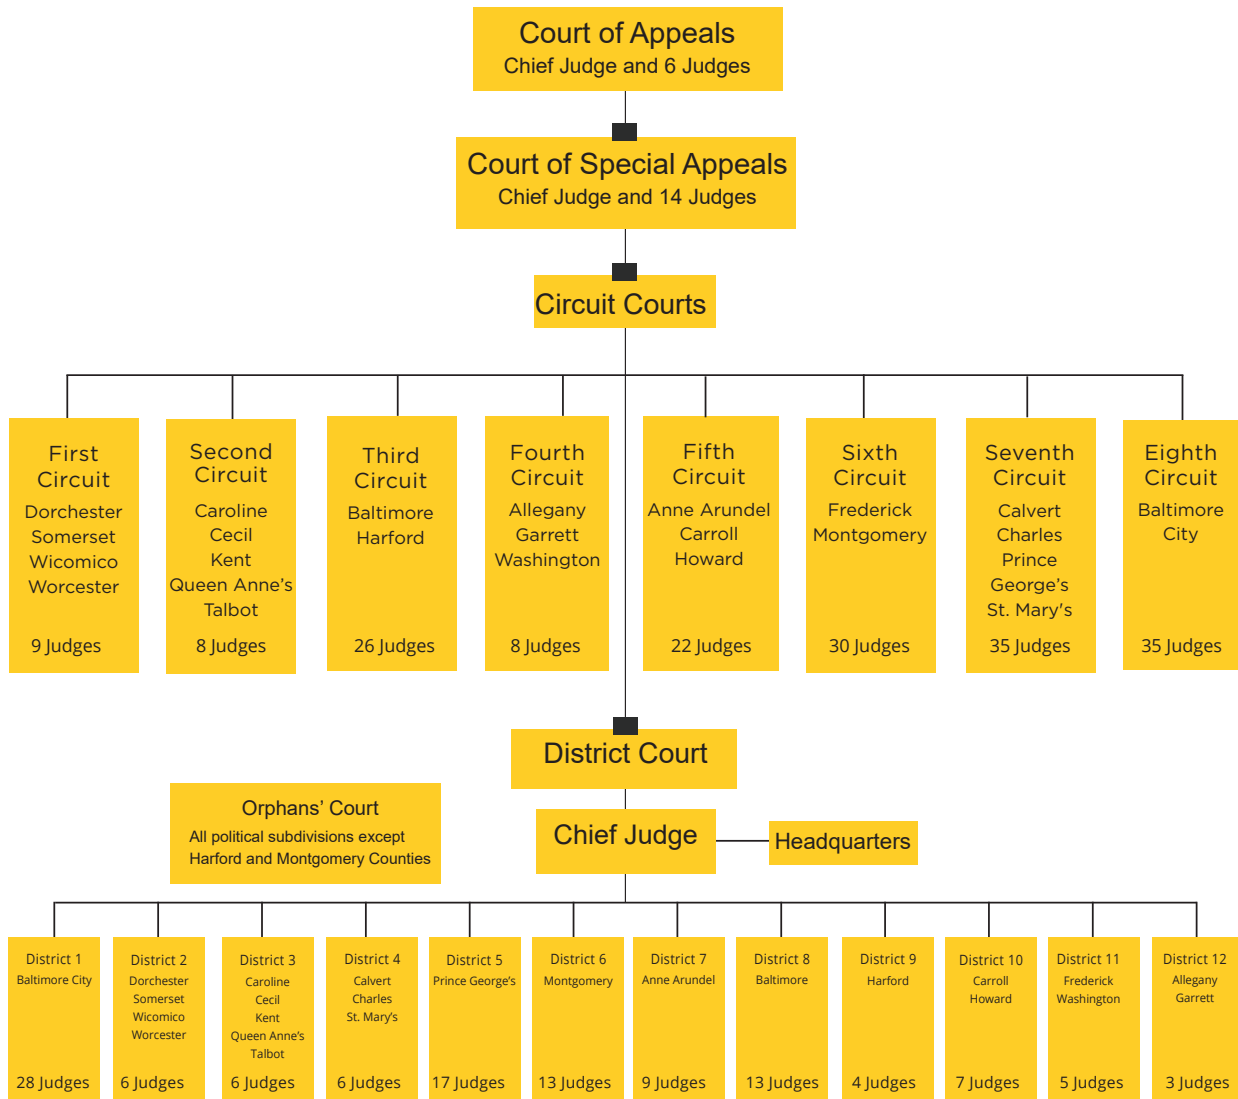 Court of Appeals
Chief Judge and 6 Judges
Court of Special Appeals
Chief Judge and 14 Judges
Circuit Courts
First
Circuit
Dorchester
Somerset
Wicomico
Worcester
9 Judges
Second
Circuit
Caroline
Cecil
Kent
Queen Anne’s
Talbot
8 Judges
Third
Circuit
Baltimore
Harford
26 Judges
Fourth
Circuit
Allegany
Garrett
Washington
8 Judges
Fifth
Circuit
Anne Arundel
Carroll
Howard
22 Judges
Sixth
Circuit
Frederick
Montgomery
30 Judges
Seventh
Circuit
Calvert
Charles
Prince
George’s
St. Mary's
35 Judges
Eighth
Circuit
Baltimore
City
35 Judges
District Court
Orphans’ Court
All political subdivisions except
Harford and Montgomery Counties
Chief Judge
Headquarters
District 1
Baltimore City
28 Judges
District 2
Dorchester
Somerset
Wicomico
Worcester
6 Judges
District 3
Caroline
Cecil
Kent
Queen Anne’s
Talbot
6 Judges
District 4
Calvert
Charles
St. Mary’s
6 Judges
District 5
Prince George’s
17 Judges
District 6
Montgomery
13 Judges
District 7
Anne Arundel
9 Judges
District 8
Baltimore
13 Judges
District 9
Harford
4 Judges
District 10
Carroll
Howard
7 Judges
District 11
Frederick
Washington
5 Judges
District 12
Allegany
Garrett
3 Judges